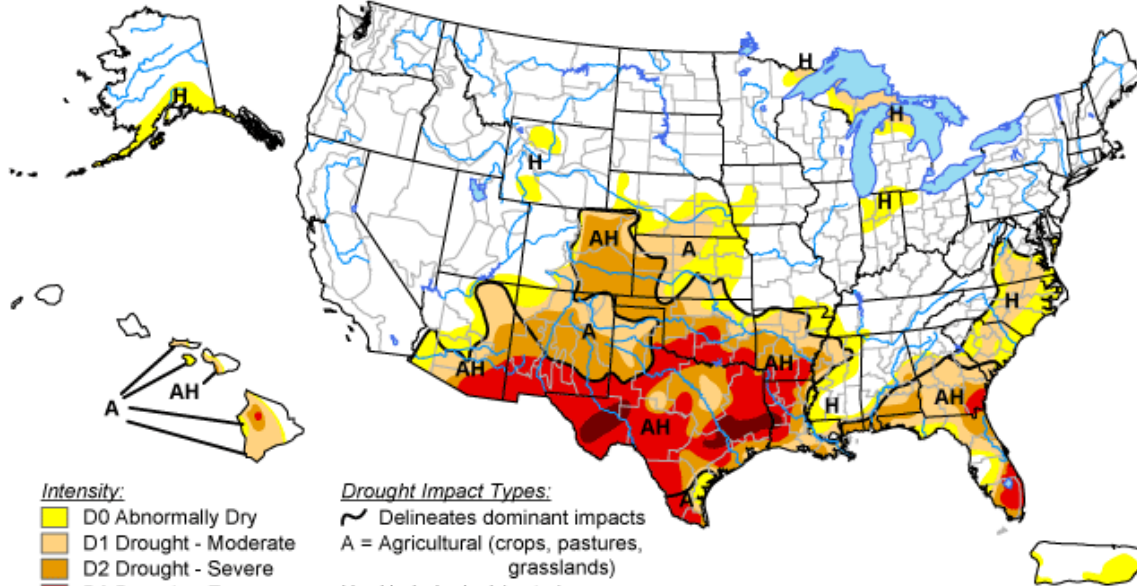 H
H
H
H
H
AH
A
H
A
AH
AH
A
AH
H
AH
AH
A
Intensity:
D0 Abnormally Dry
D1 Drought - Moderate
D2 Drought - Severe
Drought Impact Types:
Delineates dominant impacts
A = Agricultural (crops, pastures,
grasslands)